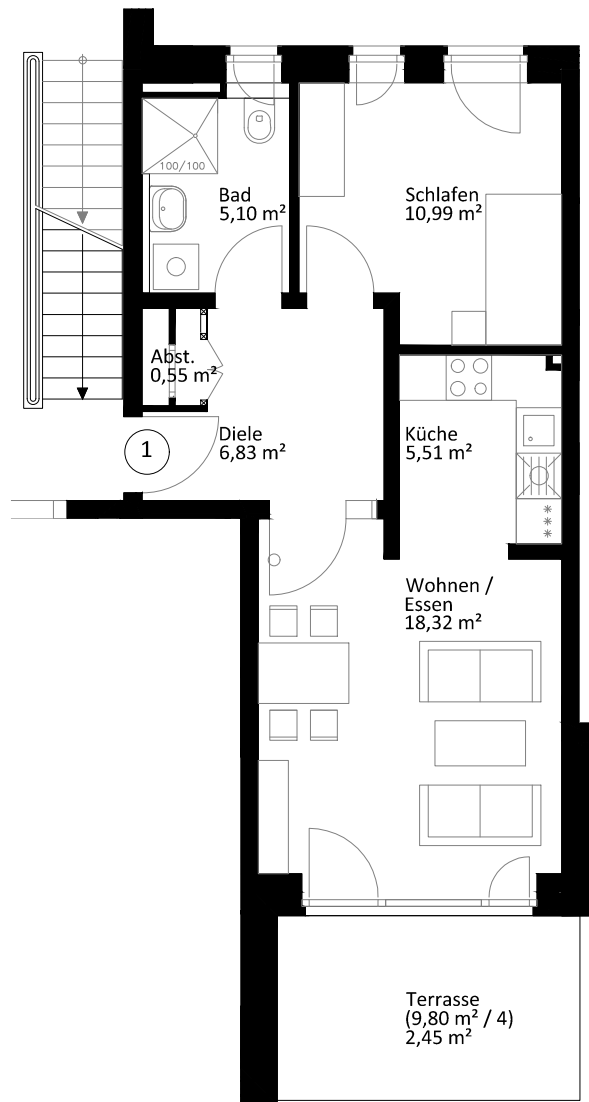 100/100
Bad
5,10 m²
Schlafen
10,99 m²
Abst.
0,55 m²
Diele
6,83 m²
1
Küche
5,51 m²
Wohnen /
Essen
18,32 m²
Terrasse
(9,80 m² / 4)
2,45 m²